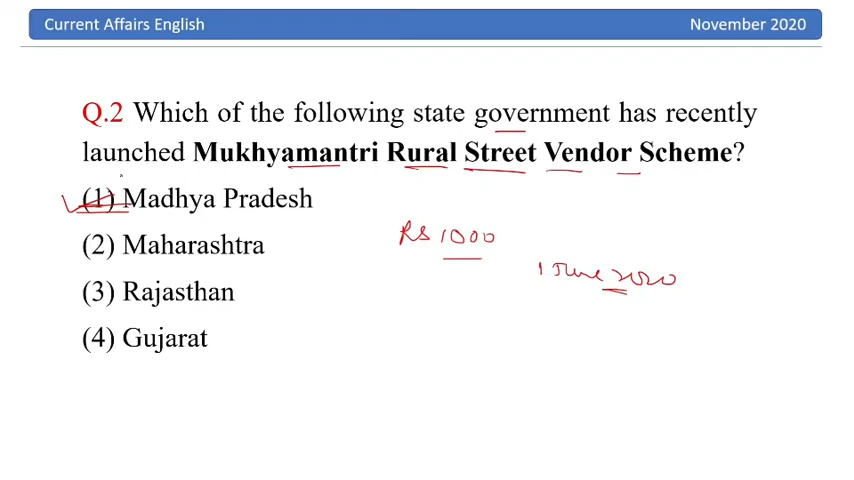 Current Affairs English
November 2020
Q.2 Which of the following state government has recently
launched Mukhyamantri Rural Street Vendor Scheme?
(1) Madhya Pradesh
(2) Maharashtra
Rs 1000
1 June 2020
(3) Rajasthan
(4) Gujarat